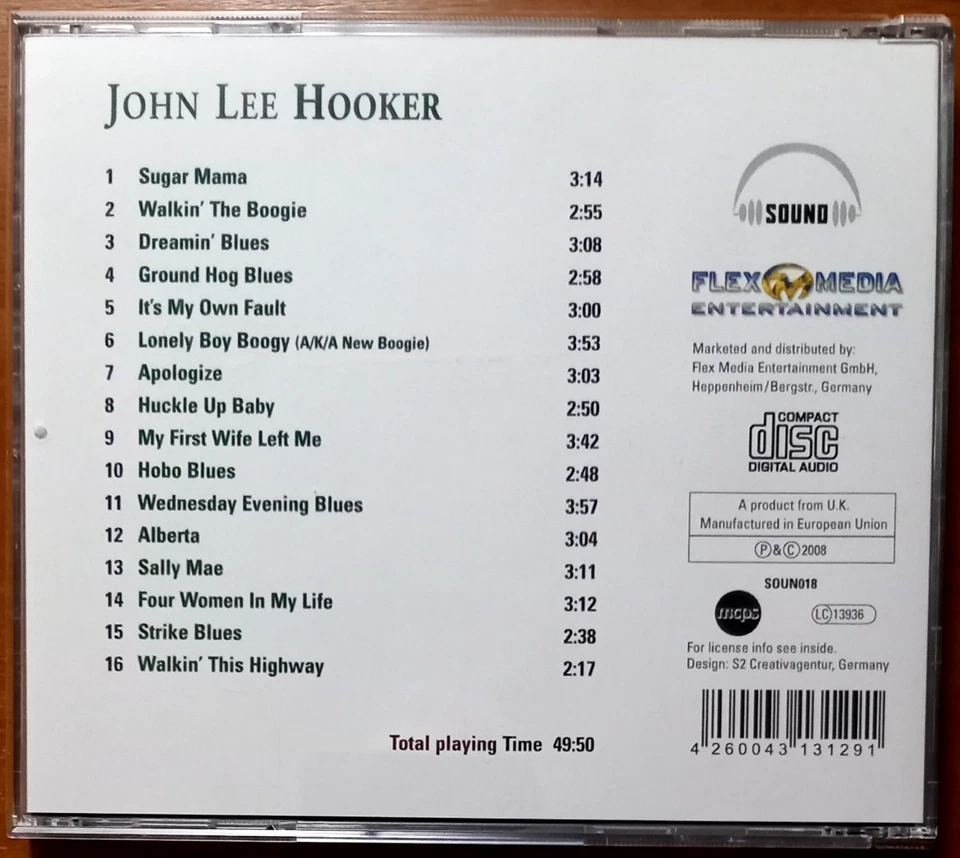 John Lee Hooker
1 Sugar Mama 3:14
2 Walkin' The Boogie 2:55
3 Dreamin' Blues 3:08
4 Ground Hog Blues 2:58
5 It's My Own Fault 3:00
6 Lonely Boy Boogy (A/K/A New Boogie) 3:53
7 Apologize 3:03
8 Huckle Up Baby 2:50
9 My First Wife Left Me 3:42
10 Hobo Blues 2:48
11 Wednesday Evening Blues 3:57
12 Alberta 3:04
13 Sally Mae 3:11
14 Four Women In My Life 3:12
15 Strike Blues 2:38
16 Walkin' This Highway 2:17
Total playing Time 49:50
SOUND
FLEX M MEDIA
ENTERTAINMENT
Marketed and distributed by:
Flex Media Entertainment GmbH,
Heppenheim/Bergstr., Germany
COMPACT
disc
DIGITAL AUDIO
A product from U.K.
Manufactured in European Union
Ⓟ&Ⓒ2008
SOUN018
mcps LC 13936
For license info see inside.
Design: S2 Creativagentur, Germany
4 260043 131291